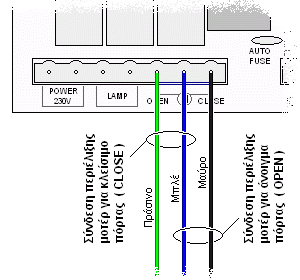 AUTO
FUSE
POWER
230V
LAMP
OPEN
CLOSE
Σύνδεση περιέλιξης
μοτέρ για κλείσιμο
πόρτας ( CLOSE )
Πράσινο
Μπλέ
Μαύρο
Σύνδεση περιέλιξης
μοτέρ για άνοιγμα
πόρτας ( OPEN )